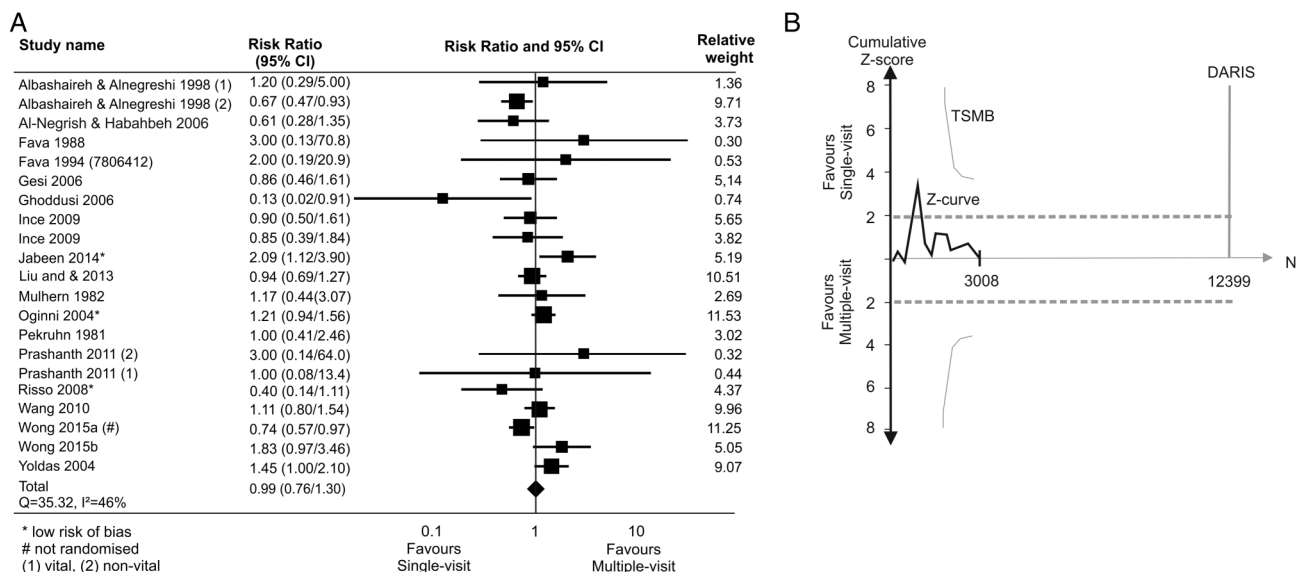 A
Study name Risk Ratio (95% CI) Risk Ratio and 95% CI Relative weight
Albashaireh & Alnegreshi 1998 (1) 1.20 (0.29/5.00) 1.36
Albashaireh & Alnegreshi 1998 (2) 0.67 (0.47/0.93) 9.71
Al-Negrish & Habahbeh 2006 0.61 (0.28/1.35) 3.73
Fava 1988 3.00 (0.13/70.8) 0.30
Fava 1994 (7806412) 2.00 (0.19/20.9) 0.53
Gesi 2006 0.86 (0.46/1.61) 5,14
Ghoddusi 2006 0.13 (0.02/0.91) 0.74
Ince 2009 0.90 (0.50/1.61) 5.65
Ince 2009 0.85 (0.39/1.84) 3.82
Jabeen 2014* 2.09 (1.12/3.90) 5.19
Liu and & 2013 0.94 (0.69/1.27) 10.51
Mulhern 1982 1.17 (0.44/3.07) 2.69
Oginni 2004* 1.21 (0.94/1.56) 11.53
Pekruhn 1981 1.00 (0.41/2.46) 3.02
Prashanth 2011 (2) 3.00 (0.14/64.0) 0.32
Prashanth 2011 (1) 1.00 (0.08/13.4) 0.44
Risso 2008* 0.40 (0.14/1.11) 4.37
Wang 2010 1.11 (0.80/1.54) 9.96
Wong 2015a (#) 0.74 (0.57/0.97) 11.25
Wong 2015b 1.83 (0.97/3.46) 5.05
Yoldas 2004 1.45 (1.00/2.10) 9.07
Total 0.99 (0.76/1.30)
Q=35.32, I²=46%
* low risk of bias 0.1 1 10
# not randomised Favours Favours
(1) vital, (2) non-vital Single-visit Multiple-visit
B
Cumulative
Z-score
DARIS
8
TSMB
6
Favours
Single-visit
4
Z-curve
2
N
3008 12399
2
Favours
Multiple-visit
4
6
8